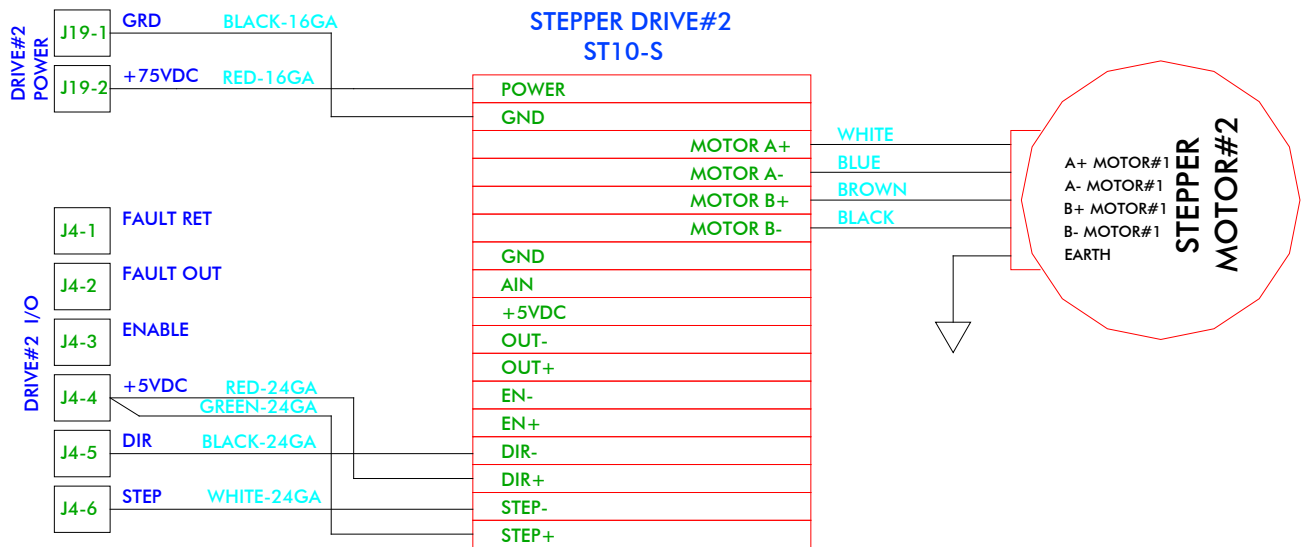 STEPPER DRIVE#2
ST10-S
DRIVE#2
POWER
J19-1 GRD BLACK-16GA
J19-2 +75VDC RED-16GA
DRIVE#2 I/O
J4-1 FAULT RET
J4-2 FAULT OUT
J4-3 ENABLE
J4-4 +5VDC RED-24GA
GREEN-24GA
J4-5 DIR BLACK-24GA
J4-6 STEP WHITE-24GA
POWER
GND
MOTOR A+ WHITE
MOTOR A- BLUE
MOTOR B+ BROWN
MOTOR B- BLACK
GND
AIN
+5VDC
OUT-
OUT+
EN-
EN+
DIR-
DIR+
STEP-
STEP+
A+ MOTOR#1
A- MOTOR#1
B+ MOTOR#1
B- MOTOR#1
EARTH
STEPPER
MOTOR#2